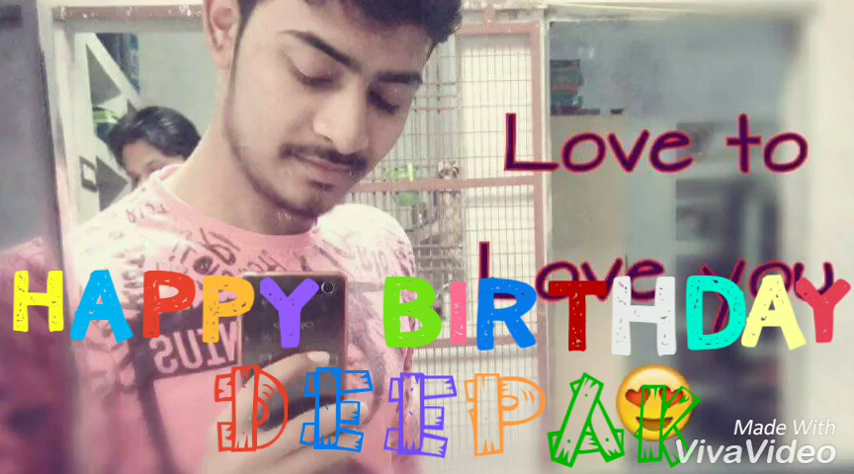 Love to
Love you
HAPPY BIRTHDAY
DEEPAK
Made With
VivaVideo